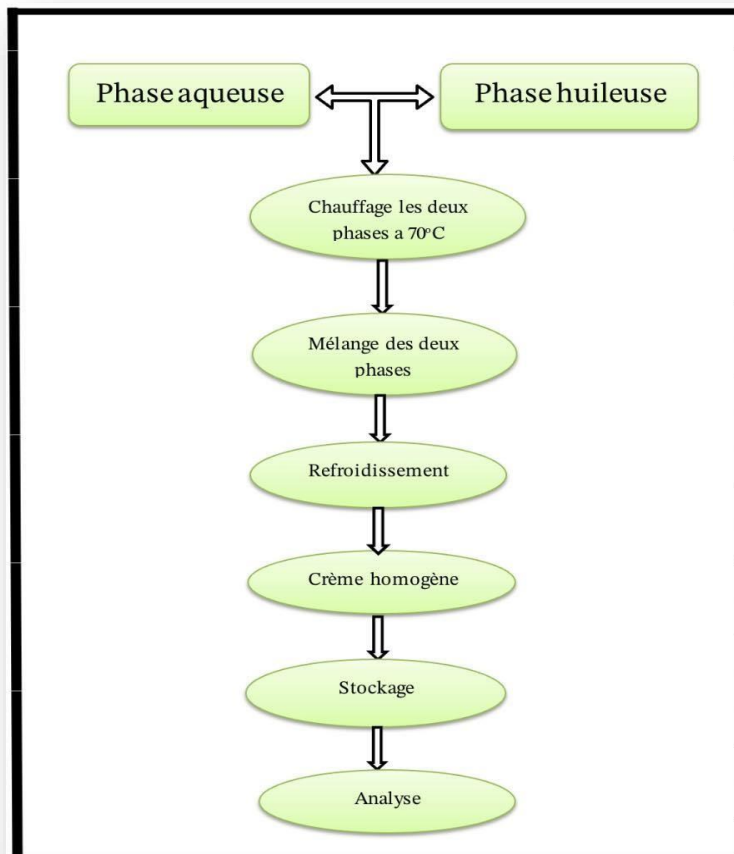 Phase aqueuse
Phase huileuse
Chauffage les deux
phases a 70°C
Mélange des deux
phases
Refroidissement
Crème homogène
Stockage
Analyse